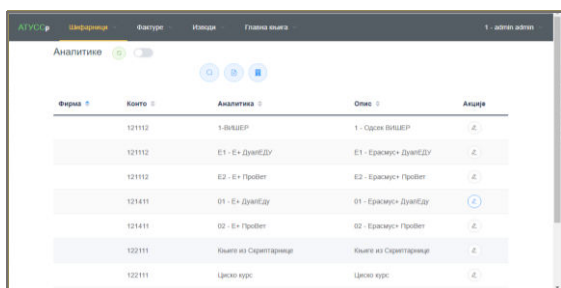 АТУССр Шифарници Фактуре Изводи Главна књига 1 - admin admin
Аналитике
Фирма Конто Аналитика Опис Акције
121112 1-ВИШЕР 1 - Одсек ВИШЕР
121112 Е1 - Е+ ДуалЕДУ Е1 - Ерасмус+ ДуалЕДУ
121112 Е2 - Е+ ПроВет Е2 - Ерасмус+ ПроВет
121411 01 - Е+ ДуалЕду 01 - Ерасмус+ ДуалЕду
121411 02 - Е+ ПроВет 02 - Ерасмус+ ПроВет
122111 Књиге из Скриптарнице Књиге из Скриптарнице
122111 Циско курс Циско курс